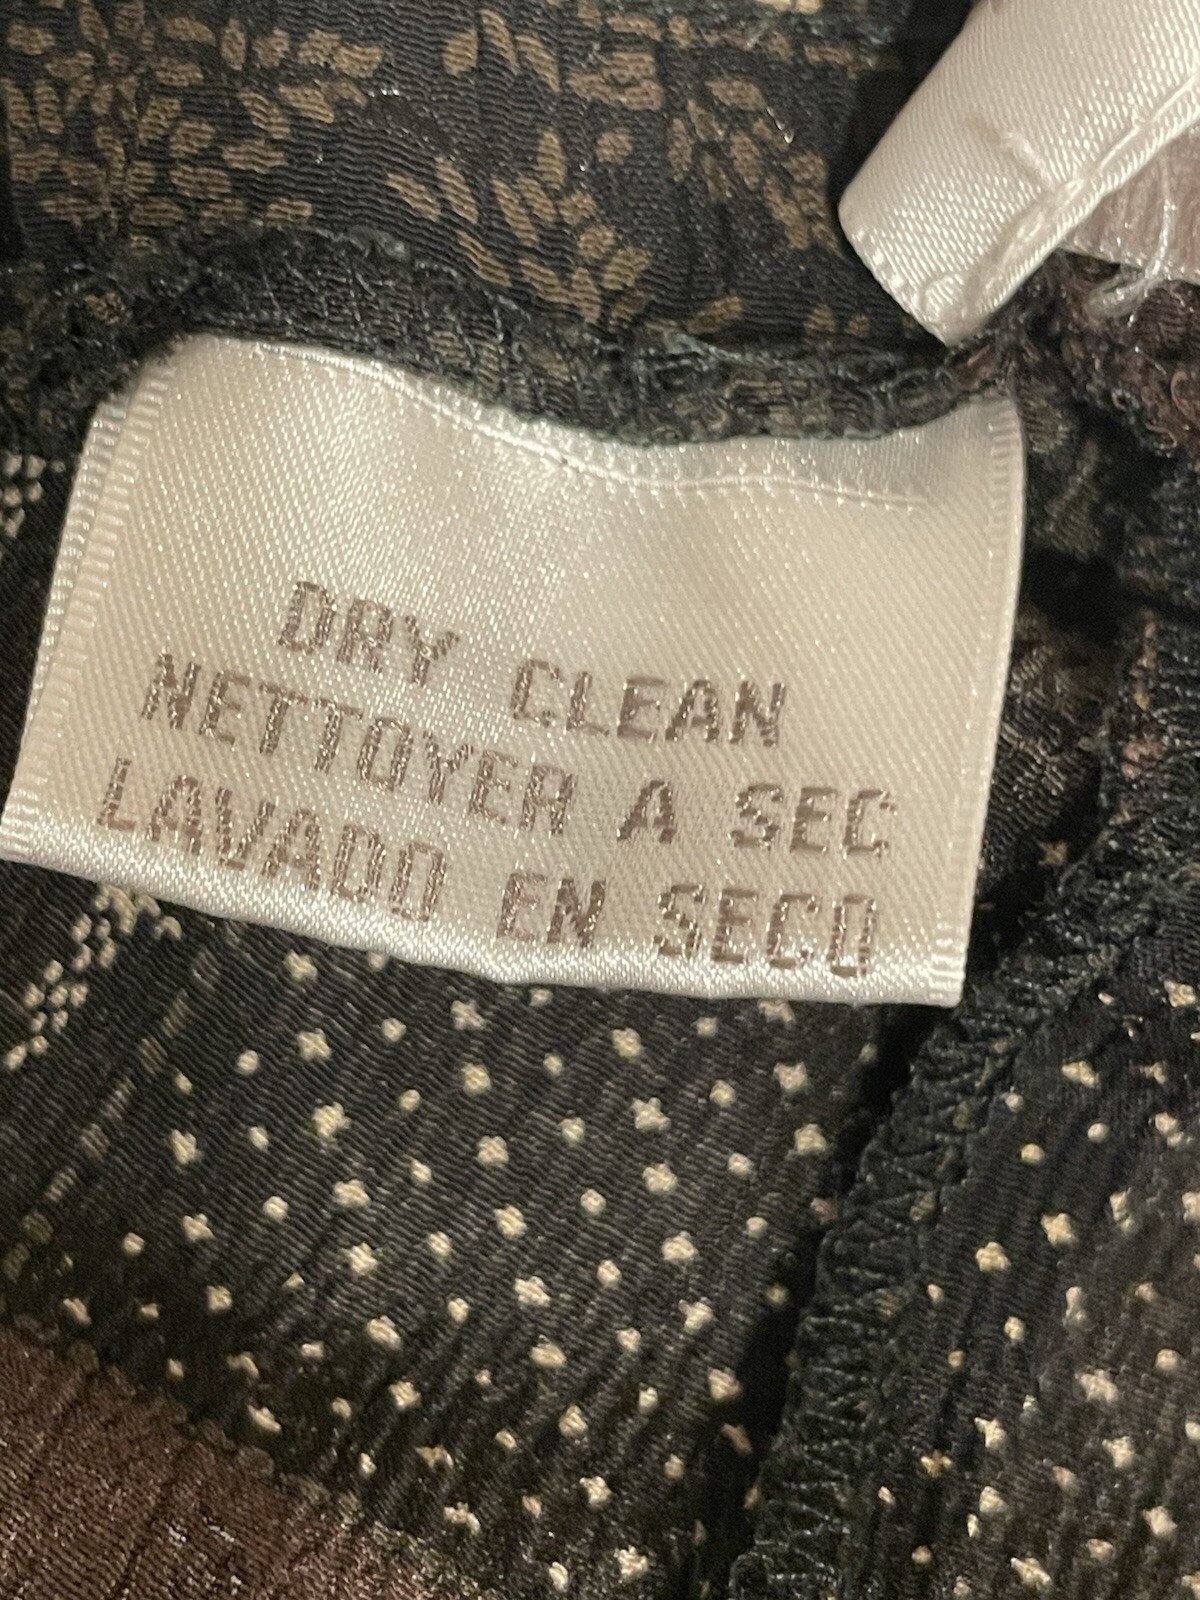 DRY CLEAN
NETTOYER A SEC
LAVADO EN SECO